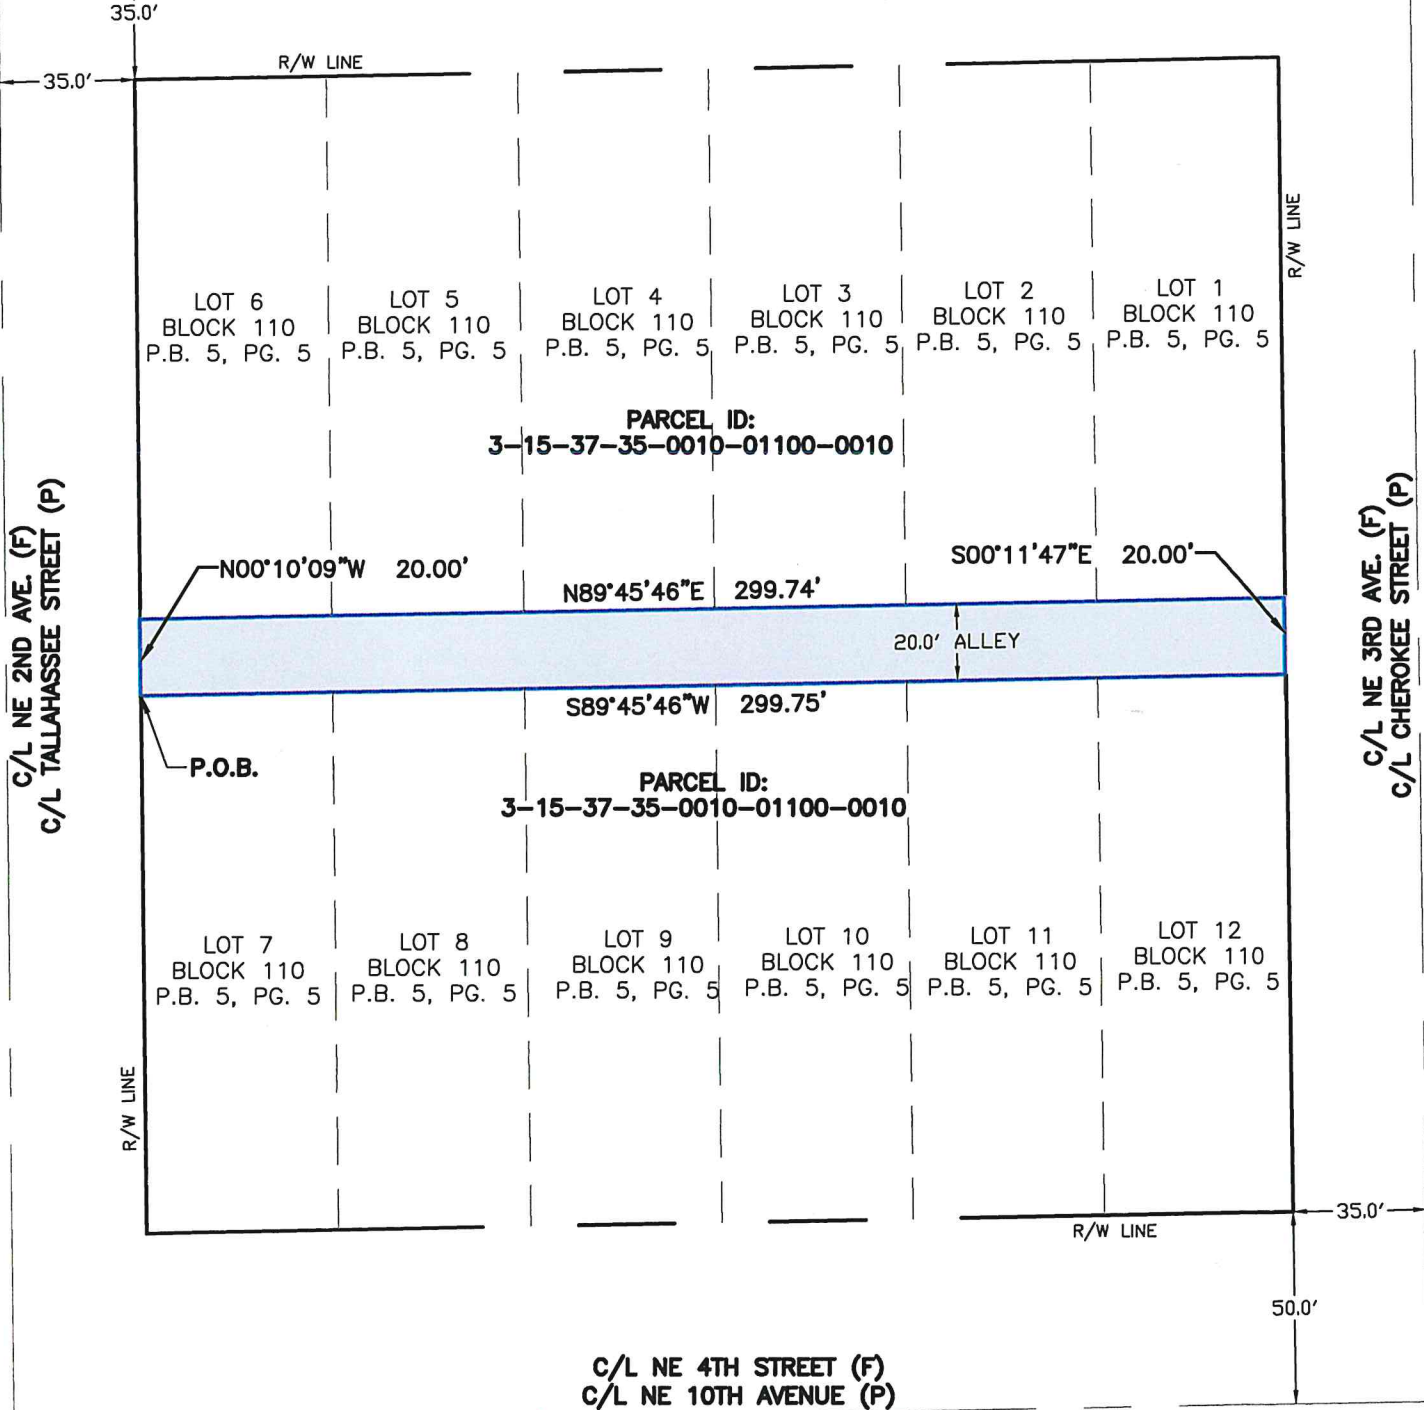 35.0'
35.0'
R/W LINE
R/W LINE
LOT 6
BLOCK 110
P.B. 5, PG. 5
LOT 5
BLOCK 110
P.B. 5, PG. 5
LOT 4
BLOCK 110
P.B. 5, PG. 5
LOT 3
BLOCK 110
P.B. 5, PG. 5
LOT 2
BLOCK 110
P.B. 5, PG. 5
LOT 1
BLOCK 110
P.B. 5, PG. 5
PARCEL ID:
3-15-37-35-0010-01100-0010
C/L NE 2ND AVE. (F)
C/L TALLAHASSEE STREET (P)
C/L NE 3RD AVE. (F)
C/L CHEROKEE STREET (P)
N00°10'09"W 20.00'
S00°11'47"E 20.00'
N89°45'46"E 299.74'
20.0' ALLEY
S89°45'46"W 299.75'
P.O.B.
PARCEL ID:
3-15-37-35-0010-01100-0010
LOT 7
BLOCK 110
P.B. 5, PG. 5
LOT 8
BLOCK 110
P.B. 5, PG. 5
LOT 9
BLOCK 110
P.B. 5, PG. 5
LOT 10
BLOCK 110
P.B. 5, PG. 5
LOT 11
BLOCK 110
P.B. 5, PG. 5
LOT 12
BLOCK 110
P.B. 5, PG. 5
R/W LINE
35.0'
R/W LINE
50.0'
C/L NE 4TH STREET (F)
C/L NE 10TH AVENUE (P)